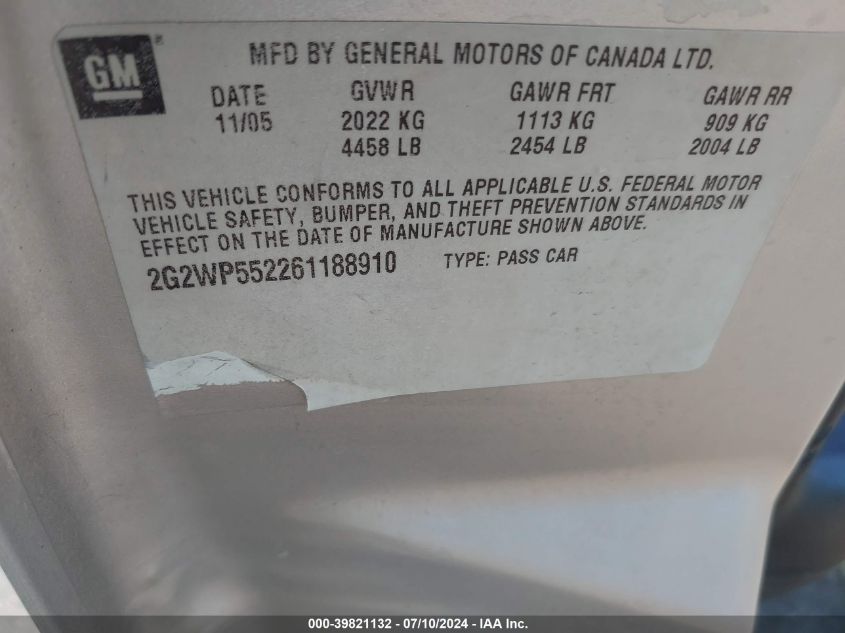 GM ®
MFD BY GENERAL MOTORS OF CANADA LTD.
DATE GVWR GAWR FRT GAWR RR
11/05 2022 KG 1113 KG 909 KG
4458 LB 2454 LB 2004 LB
THIS VEHICLE CONFORMS TO ALL APPLICABLE U.S. FEDERAL MOTOR
VEHICLE SAFETY, BUMPER, AND THEFT PREVENTION STANDARDS IN
EFFECT ON THE DATE OF MANUFACTURE SHOWN ABOVE.
2G2WP552261188910 TYPE: PASS CAR
000-39821132 - 07/10/2024 - IAA Inc.